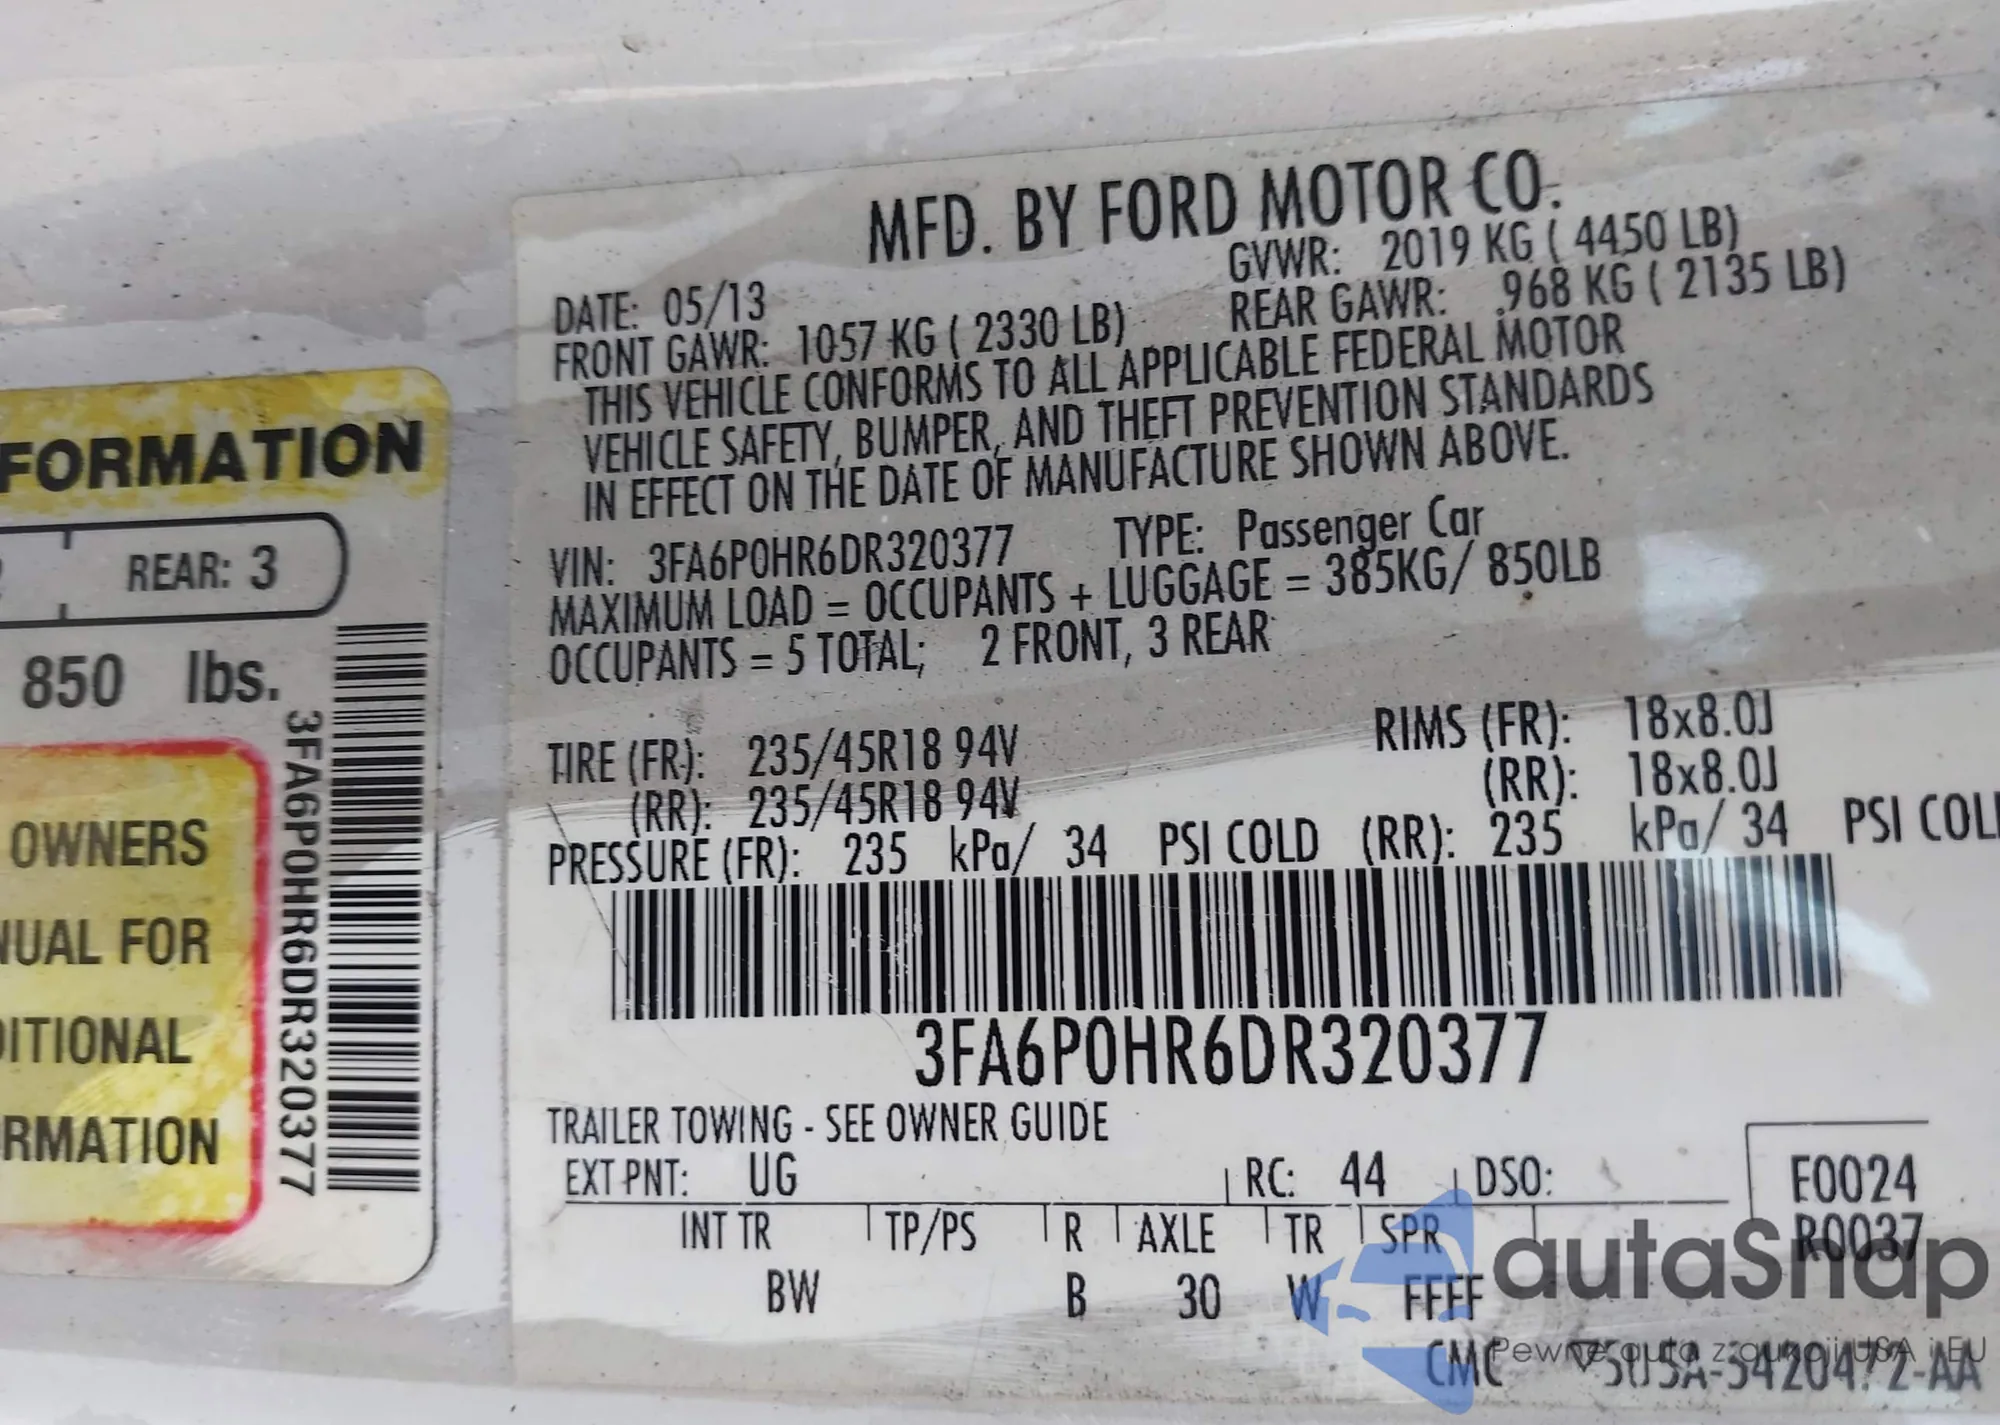 FORMATION
REAR: 3
850 lbs.
OWNERS
NUAL FOR
DITIONAL
RMATION
3FA6P0HR6DR320377
MFD. BY FORD MOTOR CO.
DATE: 05/13 GVWR: 2019 KG ( 4450 LB)
FRONT GAWR: 1057 KG ( 2330 LB) REAR GAWR: 968 KG ( 2135 LB)
THIS VEHICLE CONFORMS TO ALL APPLICABLE FEDERAL MOTOR
VEHICLE SAFETY, BUMPER, AND THEFT PREVENTION STANDARDS
IN EFFECT ON THE DATE OF MANUFACTURE SHOWN ABOVE.
VIN: 3FA6P0HR6DR320377 TYPE: Passenger Car
MAXIMUM LOAD = OCCUPANTS + LUGGAGE = 385KG/ 850LB
OCCUPANTS = 5 TOTAL; 2 FRONT, 3 REAR
TIRE (FR): 235/45R18 94V RIMS (FR): 18x8.0J
(RR): 235/45R18 94V (RR): 18x8.0J
PRESSURE (FR): 235 kPa/ 34 PSI COLD (RR): 235 kPa/ 34 PSI COL
3FA6P0HR6DR320377
TRAILER TOWING - SEE OWNER GUIDE
EXT PNT: UG RC: 44 DSO: F0024
INT TR TP/PS R AXLE TR SPR R0037
BW B 30 W FFFF
autaSnap
Pewne auta z aukcji USA i EU
CMC